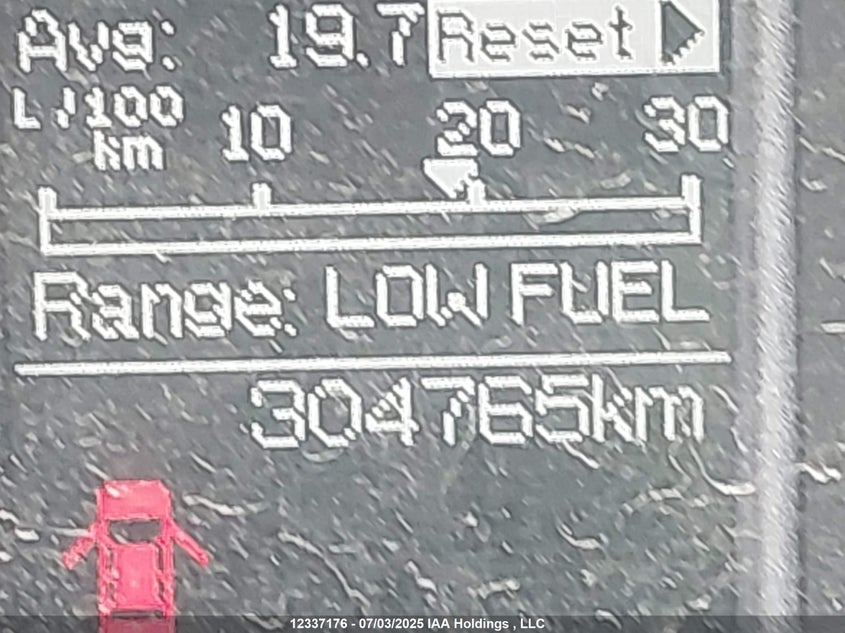 Avg: 19.7 Reset
L/100 km
10 20 30
Range: LOW FUEL
304765km
12337176 - 07/03/2025 IAA Holdings , LLC